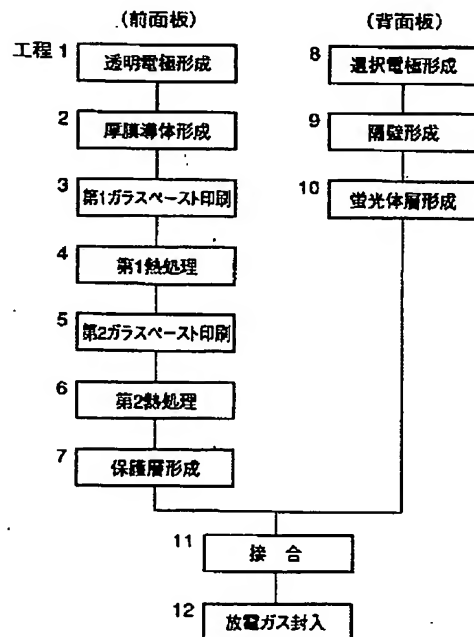 (前面板)
工程 1
透明電極形成
2
厚膜導体形成
3
第1ガラスペースト印刷
4
第1熱処理
5
第2ガラスペースト印刷
6
第2熱処理
7
保護層形成
(背面板)
8
選択電極形成
9
隔壁形成
10
蛍光体層形成
11
接 合
12
放電ガス封入